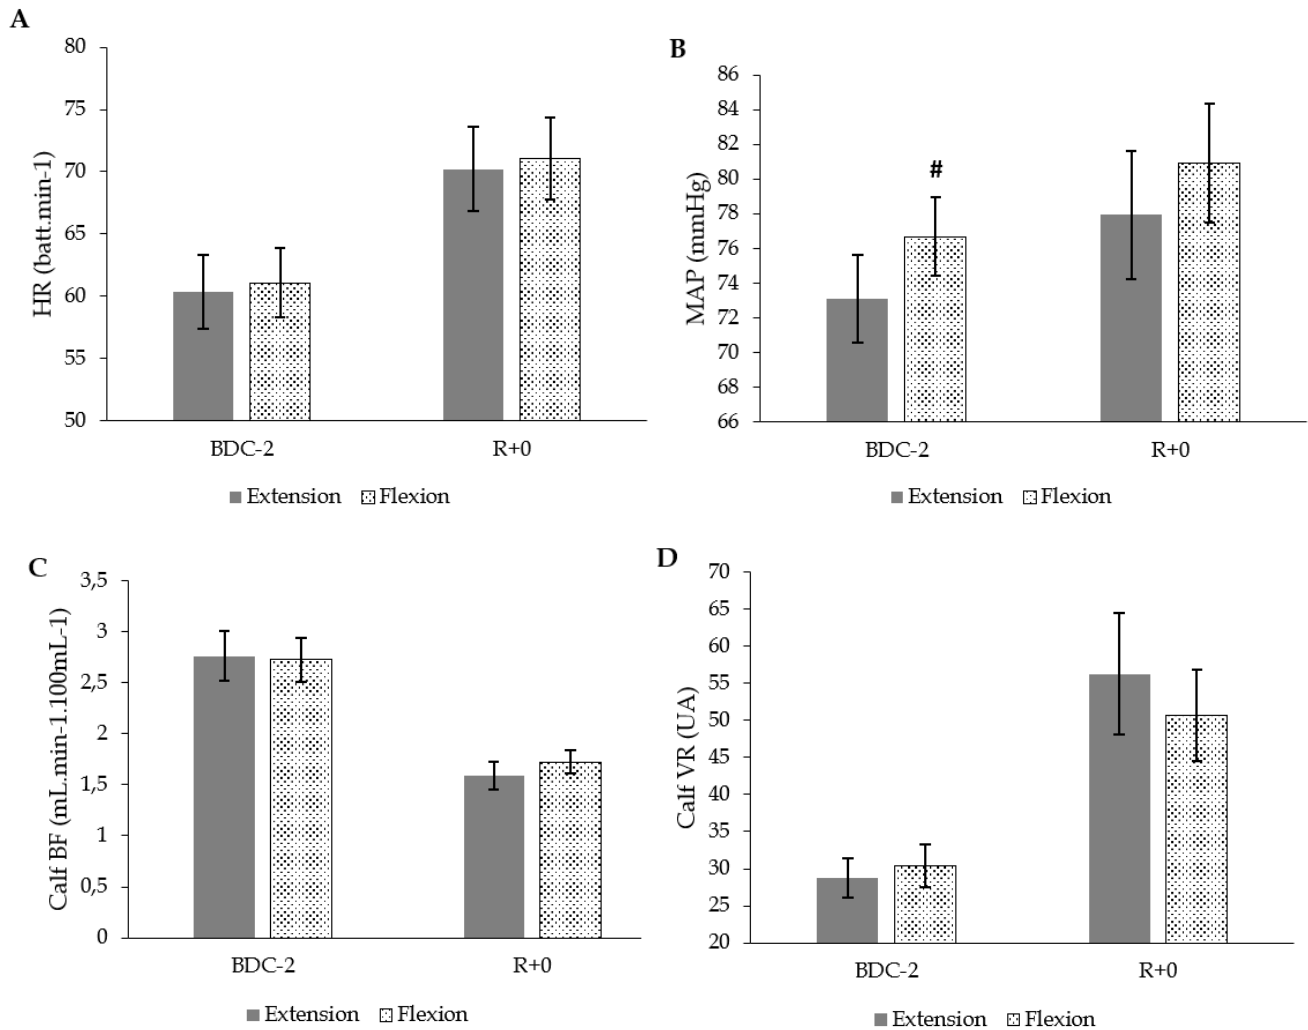 A
HR (batt.min-1)
80
75
70
65
60
55
50
BDC-2 R+0
Extension Flexion
B
#
MAP (mmHg)
86
84
82
80
78
76
74
72
70
68
66
BDC-2 R+0
Extension Flexion
C
Calf BF (mL.min-1.100mL-1)
3,5
3
2,5
2
1,5
1
0,5
0
BDC-2 R+0
Extension Flexion
D
Calf VR (UA)
70
65
60
55
50
45
40
35
30
25
20
BDC-2 R+0
Extension Flexion